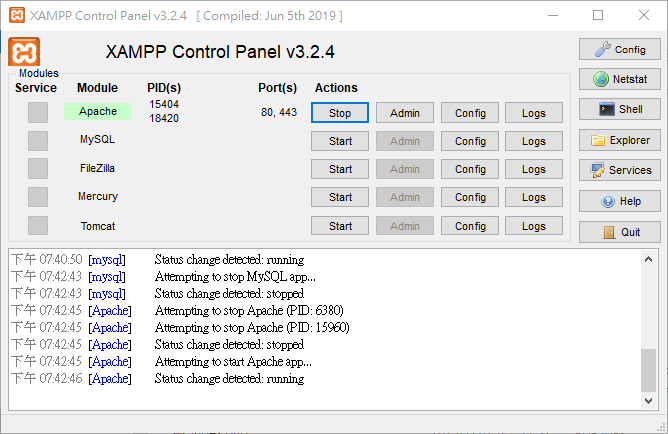 XAMPP Control Panel v3.2.4 [ Compiled: Jun 5th 2019 ]
XAMPP Control Panel v3.2.4
Config
Modules
Service Module PID(s) Port(s) Actions
Netstat
Apache 15404 18420 80, 443 Stop Admin Config Logs
Shell
MySQL Start Admin Config Logs
Explorer
FileZilla Start Admin Config Logs
Services
Mercury Start Admin Config Logs
Help
Tomcat Start Admin Config Logs
Quit
下午 07:40:50 [mysql] Status change detected: running
下午 07:42:43 [mysql] Attempting to stop MySQL app...
下午 07:42:43 [mysql] Status change detected: stopped
下午 07:42:45 [Apache] Attempting to stop Apache (PID: 6380)
下午 07:42:45 [Apache] Attempting to stop Apache (PID: 15960)
下午 07:42:45 [Apache] Status change detected: stopped
下午 07:42:45 [Apache] Attempting to start Apache app...
下午 07:42:46 [Apache] Status change detected: running